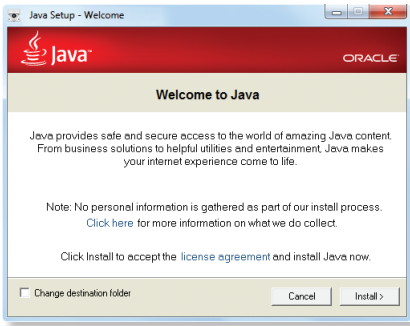 Java Setup - Welcome
Java™
ORACLE
Welcome to Java
Java provides safe and secure access to the world of amazing Java content.
From business solutions to helpful utilities and entertainment, Java makes
your internet experience come to life.
Note: No personal information is gathered as part of our install process.
Click here for more information on what we do collect.
Click Install to accept the license agreement and install Java now.
Change destination folder
Cancel
Install >